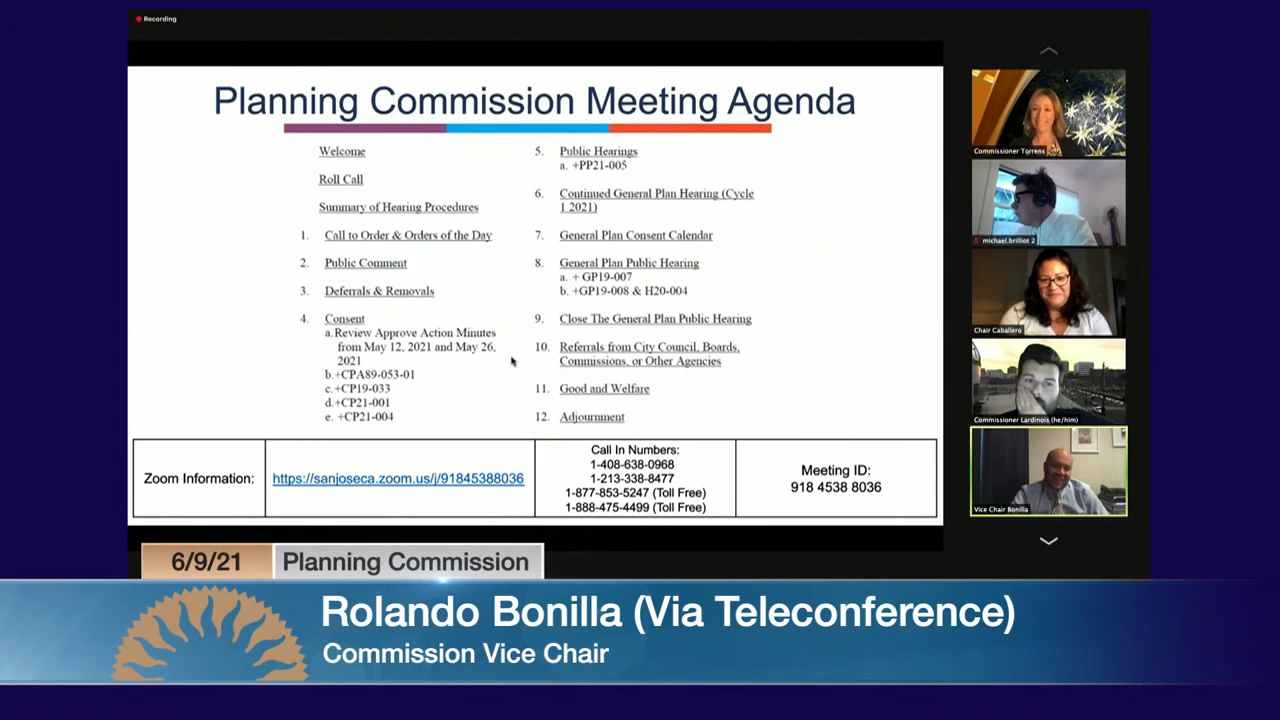 Recording
Planning Commission Meeting Agenda
Welcome
Roll Call
Summary of Hearing Procedures
1. Call to Order & Orders of the Day
2. Public Comment
3. Deferrals & Removals
4. Consent
a.Review Approve Action Minutes
from May 12, 2021 and May 26,
2021
b.+CPA89-053-01
c.+CP19-033
d.+CP21-001
e. +CP21-004
5. Public Hearings
a. +PP21-005
6. Continued General Plan Hearing (Cycle
1 2021)
7. General Plan Consent Calendar
8. General Plan Public Hearing
a. + GP19-007
b. +GP19-008 & H20-004
9. Close The General Plan Public Hearing
10. Referrals from City Council, Boards,
Commissions, or Other Agencies
11. Good and Welfare
12. Adjournment
Zoom Information:
https://sanjoseca.zoom.us/j/91845388036
Call In Numbers:
1-408-638-0968
1-213-338-8477
1-877-853-5247 (Toll Free)
1-888-475-4499 (Toll Free)
Meeting ID:
918 4538 8036
Commissioner Torrens
michael.brilliot 2
Chair Caballero
Commissioner Lardinois (he/him)
Vice Chair Bonilla
6/9/21 Planning Commission
Rolando Bonilla (Via Teleconference)
Commission Vice Chair